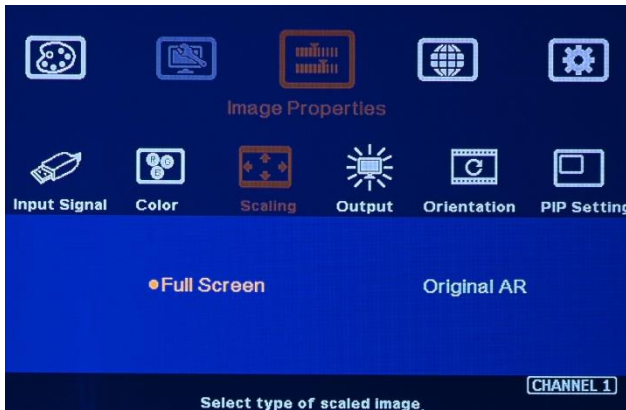 Image Properties
R G
B
Input Signal Color Scaling Output Orientation PIP Setting
Full Screen Original AR
CHANNEL 1
Select type of scaled image